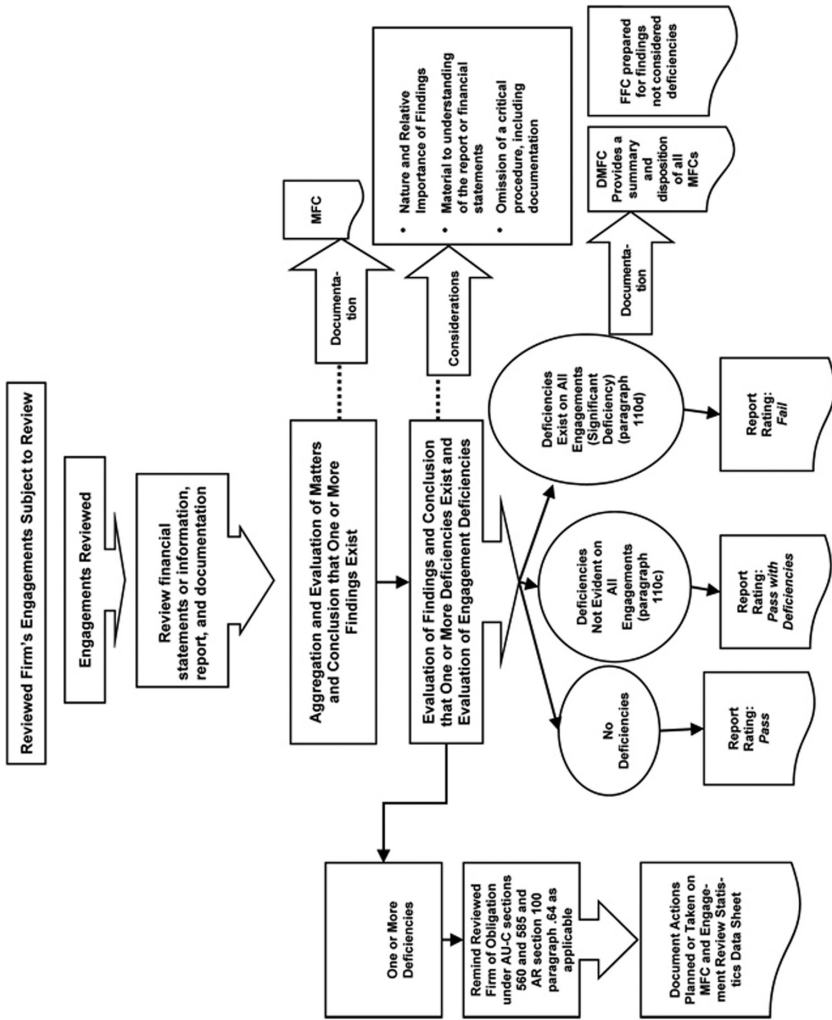 Reviewed Firm's Engagements Subject to Review
Engagements Reviewed
Review financial
statements or information,
report, and documentation
Aggregation and Evaluation of Matters
and Conclusion that One or More
Findings Exist
Documenta-
tion
MFC
Evaluation of Findings and Conclusion
that One or More Deficiencies Exist and
Evaluation of Engagement Deficiencies
Considerations
• Nature and Relative
Importance of Findings
• Material to understanding
of the report or financial
statements
• Omission of a critical
procedure, including
documentation
One or More
Deficiencies
Remind Reviewed
Firm of Obligation
under AU-C sections
560 and 585 and
AR section 100
paragraph .64 as
applicable
Document Actions
Planned or Taken on
MFC and Engage-
ment Review Statis-
tics Data Sheet
No
Deficiencies
Deficiencies
Not Evident on
All
Engagements
(paragraph
110c)
Deficiencies
Exist on All
Engagements
(Significant
Deficiency)
(paragraph
110d)
Documenta-
tion
DMFC
Provides a
summary
and
disposition
of all
MFCs
FFC prepared
for findings
not considered
deficiencies
Report
Rating:
Pass
Report
Rating:
Pass with
Deficiencies
Report
Rating:
Fail